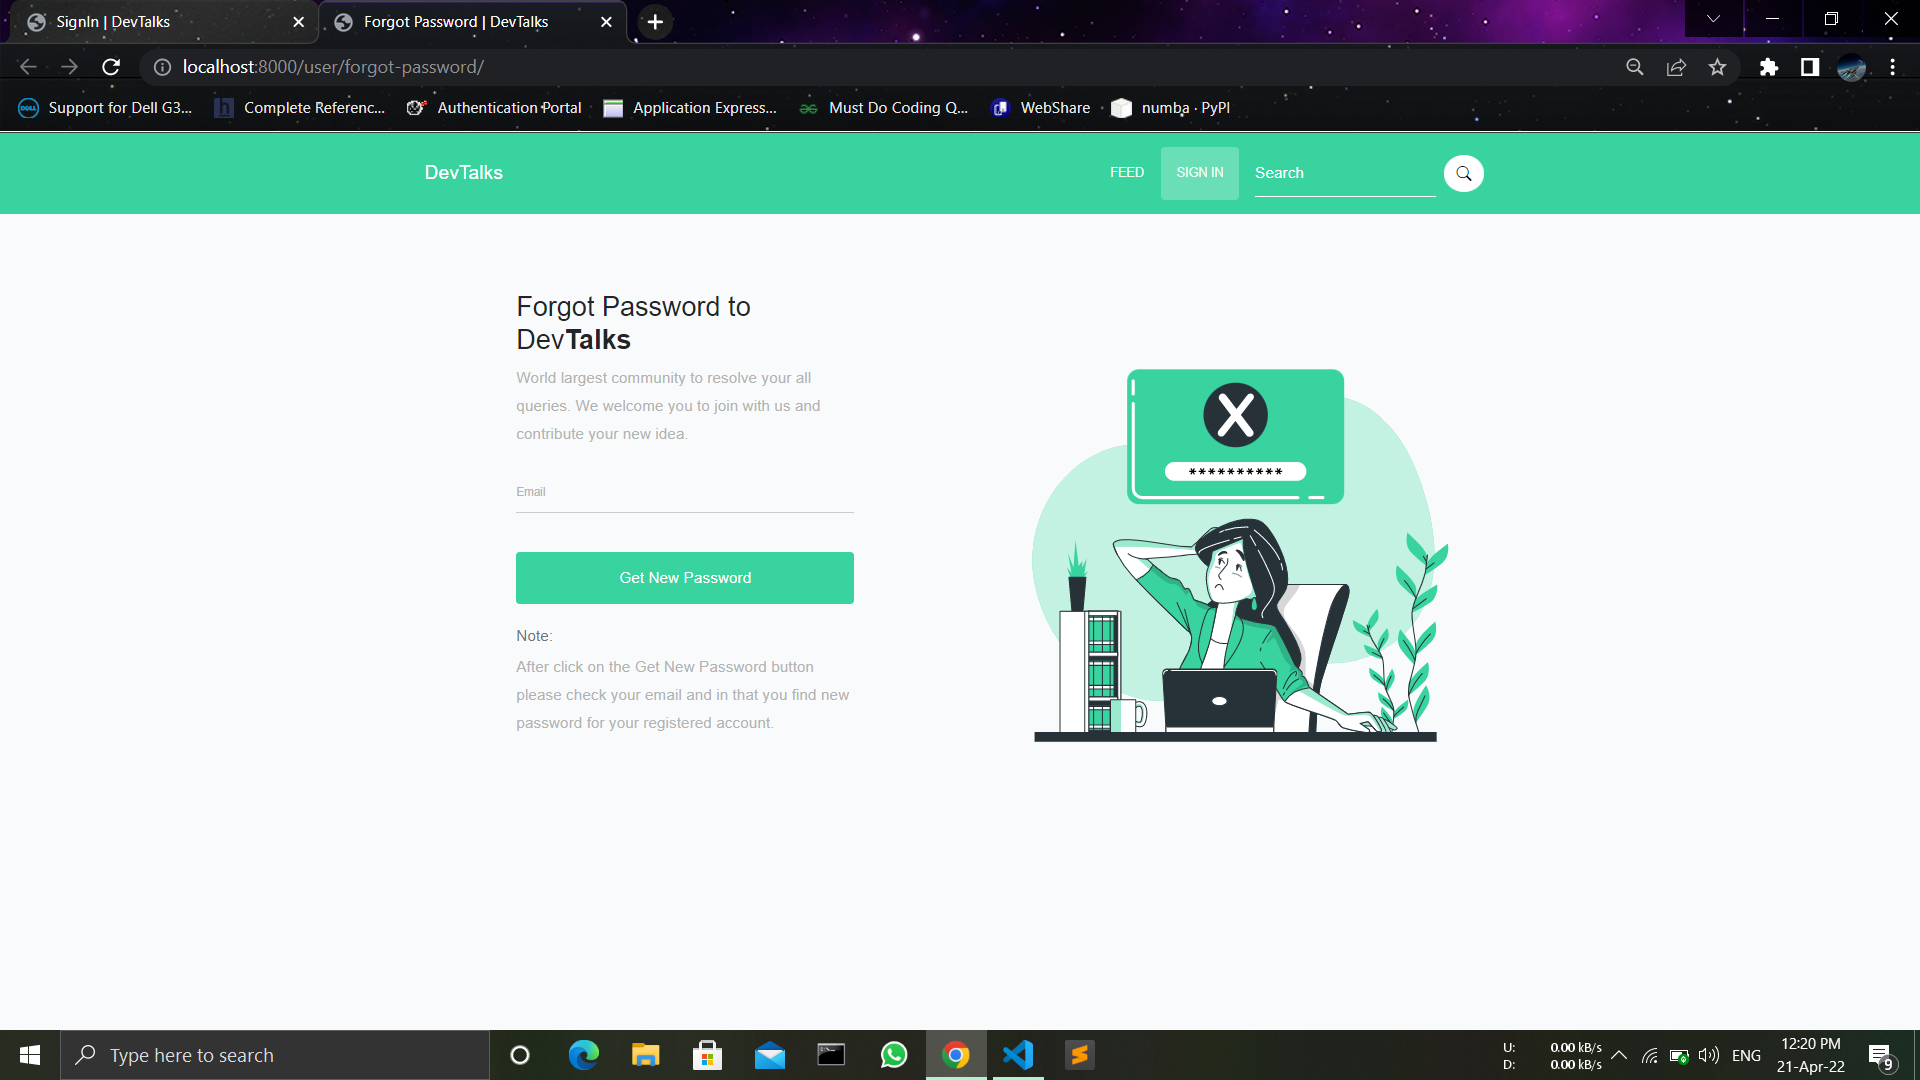 SignIn | DevTalks
Forgot Password | DevTalks
localhost:8000/user/forgot-password/
Support for Dell G3...
Complete Referenc...
Authentication Portal
Application Express...
Must Do Coding Q...
WebShare
numba · PyPI
DevTalks
FEED
SIGN IN
Search
Forgot Password to
DevTalks
World largest community to resolve your all
queries. We welcome you to join with us and
contribute your new idea.
Email
Get New Password
Note:
After click on the Get New Password button
please check your email and in that you find new
password for your registered account.
X
**********
Type here to search
U: 0.00 kB/s
D: 0.00 kB/s
ENG
12:20 PM
21-Apr-22
9